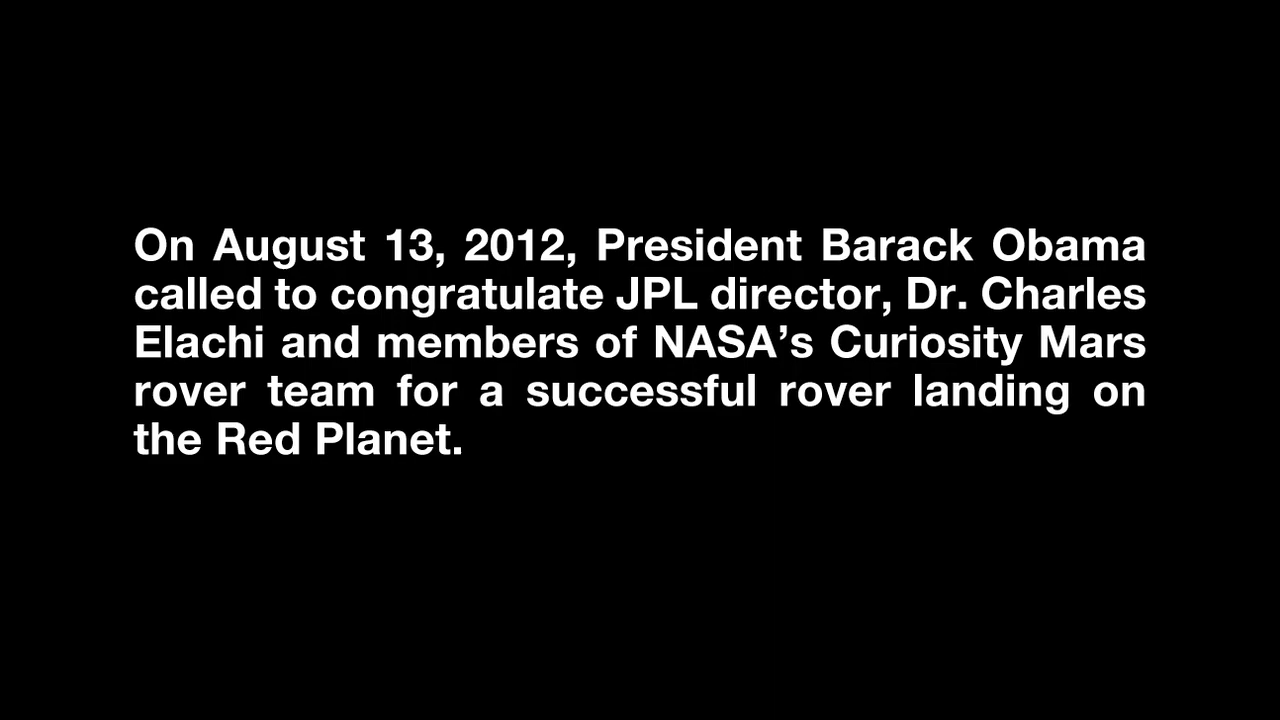 On August 13, 2012, President Barack Obama
called to congratulate JPL director, Dr. Charles
Elachi and members of NASA’s Curiosity Mars
rover team for a successful rover landing on
the Red Planet.